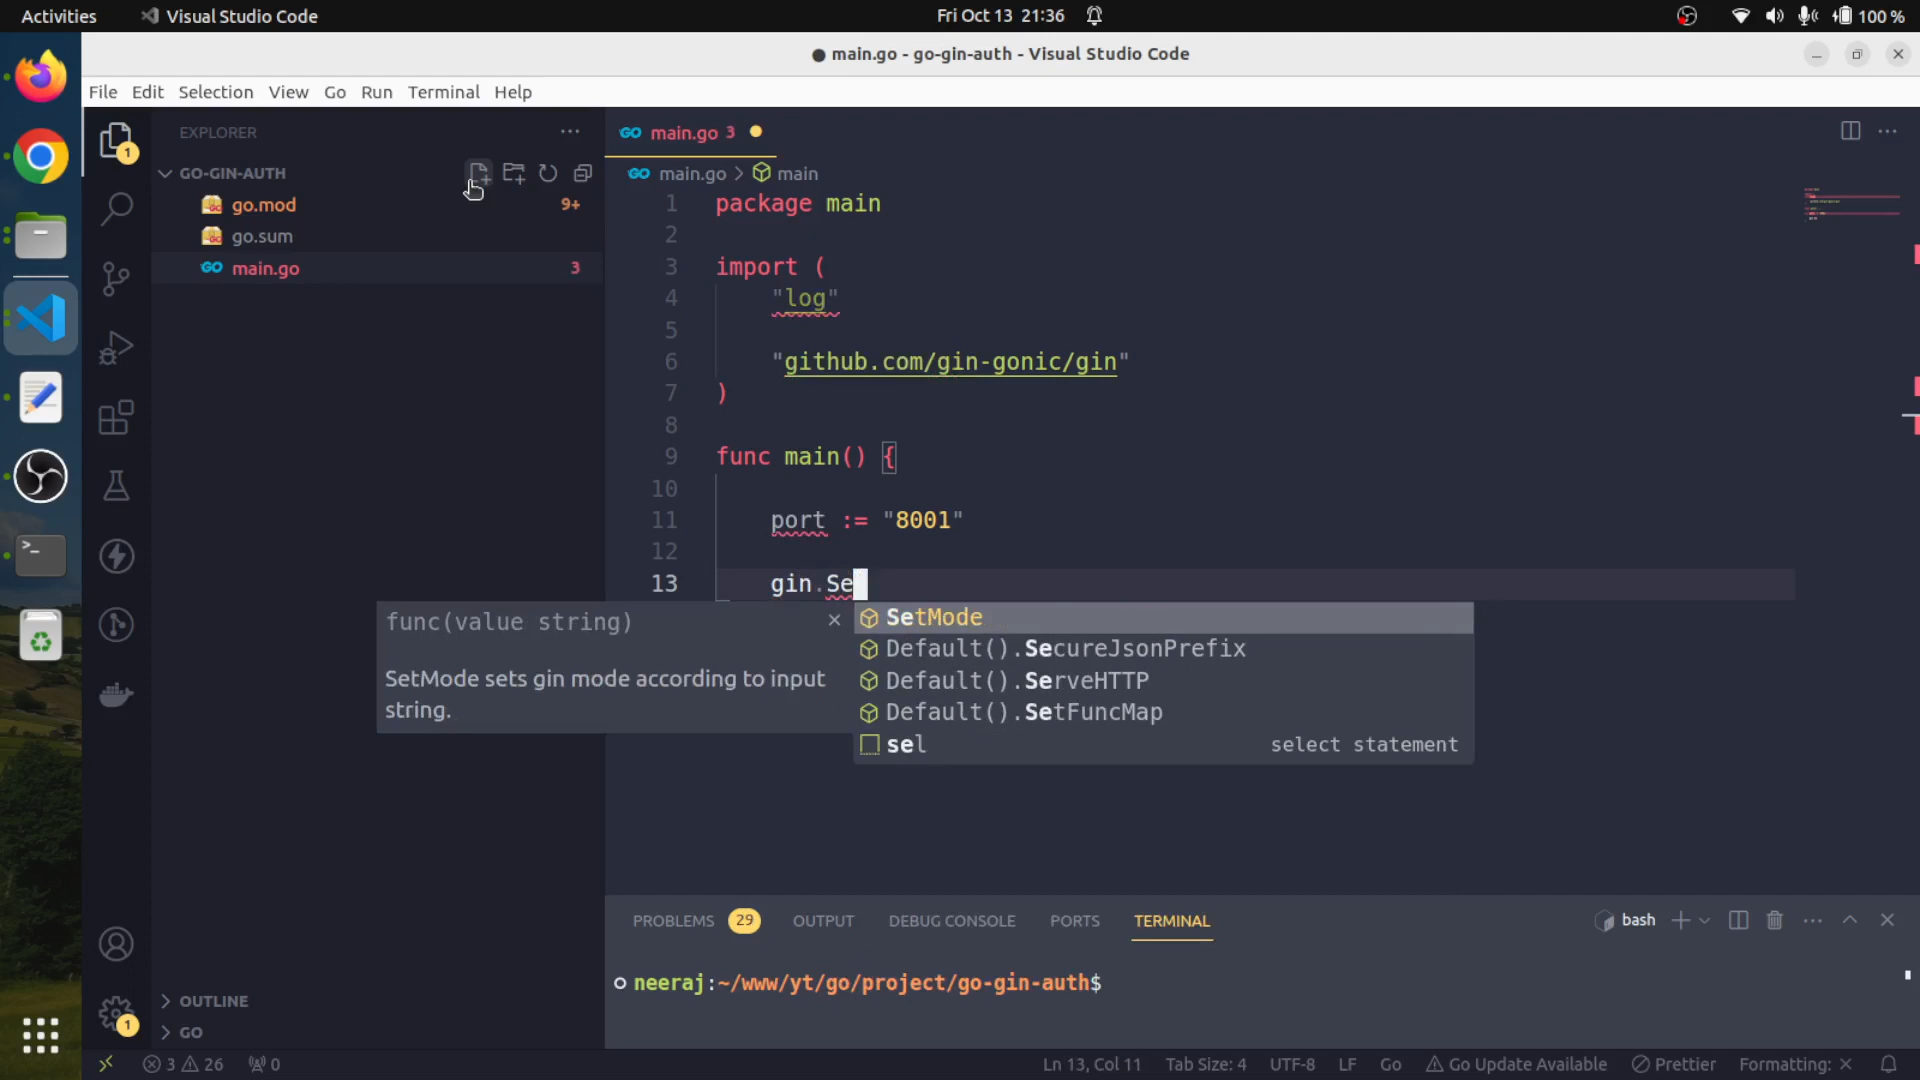 Activities
Visual Studio Code
Fri Oct 13 21:36
100 %
● main.go - go-gin-auth - Visual Studio Code
File Edit Selection View Go Run Terminal Help
EXPLORER
GO-GIN-AUTH
go.mod 9+
go.sum
main.go 3
1
1
main.go 3
main.go > main
1 package main
2
3 import (
4 "log"
5
6 "github.com/gin-gonic/gin"
7 )
8
9 func main() {
10
11 port := "8001"
12
13 gin.Se
func(value string)
SetMode sets gin mode according to input
string.
SetMode
Default().SecureJsonPrefix
Default().ServeHTTP
Default().SetFuncMap
sel select statement
PROBLEMS 29 OUTPUT DEBUG CONSOLE PORTS TERMINAL
bash
neeraj:~/www/yt/go/project/go-gin-auth$
OUTLINE
GO
3 26 0
Ln 13, Col 11 Tab Size: 4 UTF-8 LF Go Go Update Available Prettier Formatting: ×